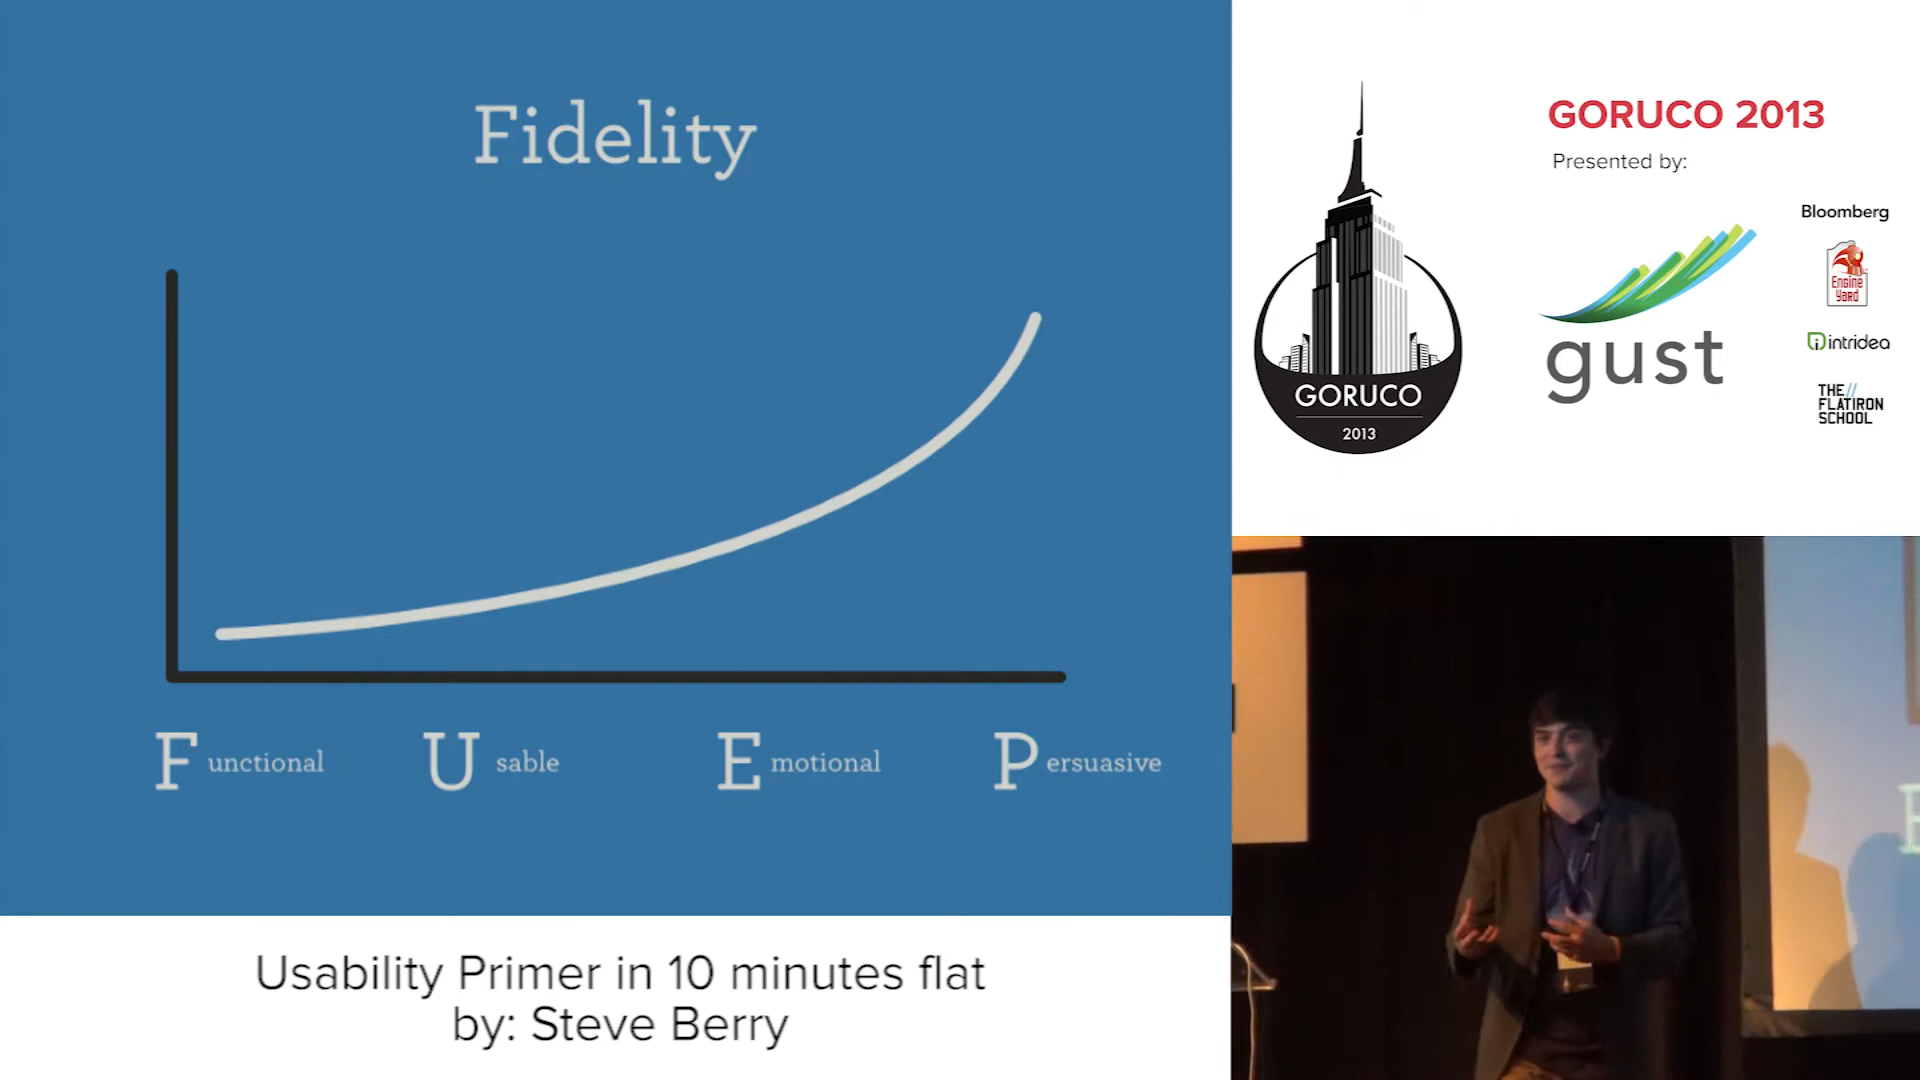 Fidelity
Functional Usable Emotional Persuasive
Usability Primer in 10 minutes flat
by: Steve Berry
GORUCO
2013
GORUCO 2013
Presented by:
gust
Bloomberg
Engine
Yard
intridea
THE//
FLATIRON
SCHOOL